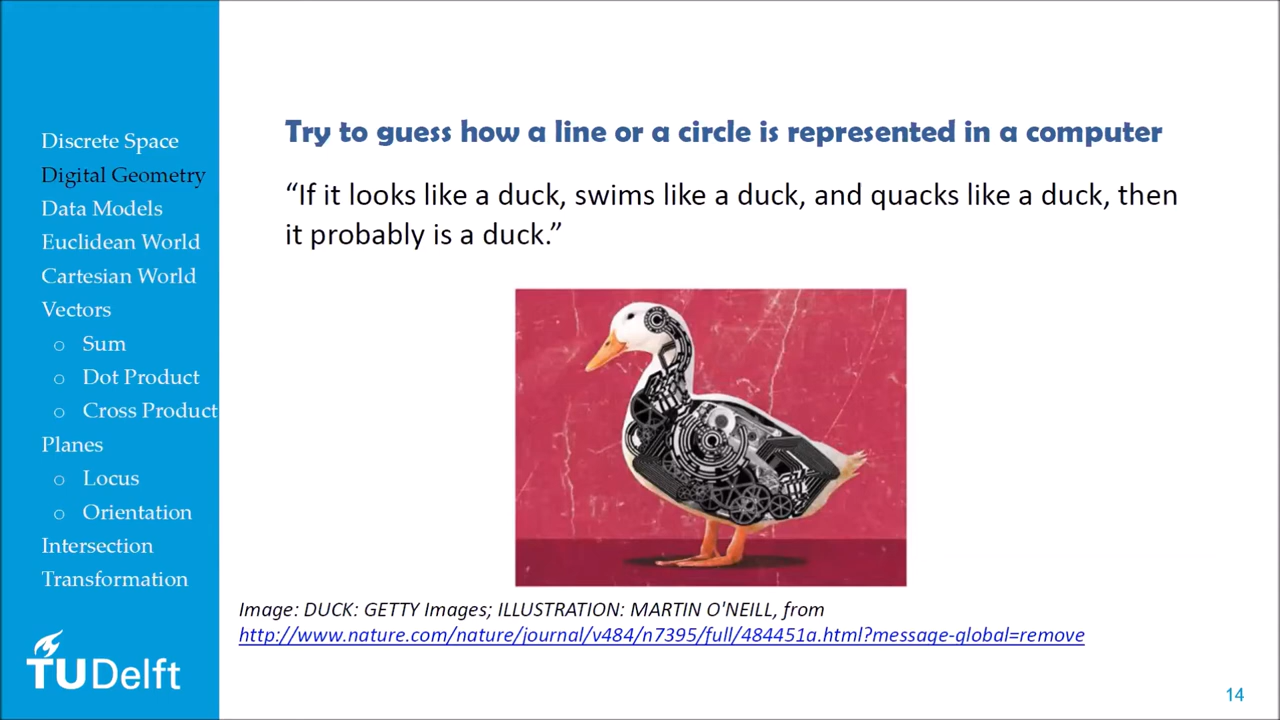 Discrete Space
Digital Geometry
Data Models
Euclidean World
Cartesian World
Vectors
o Sum
o Dot Product
o Cross Product
Planes
o Locus
o Orientation
Intersection
Transformation
TUDelft
Try to guess how a line or a circle is represented in a computer
“If it looks like a duck, swims like a duck, and quacks like a duck, then
it probably is a duck.”
Image: DUCK: GETTY Images; ILLUSTRATION: MARTIN O'NEILL, from
http://www.nature.com/nature/journal/v484/n7395/full/484451a.html?message-global=remove
14